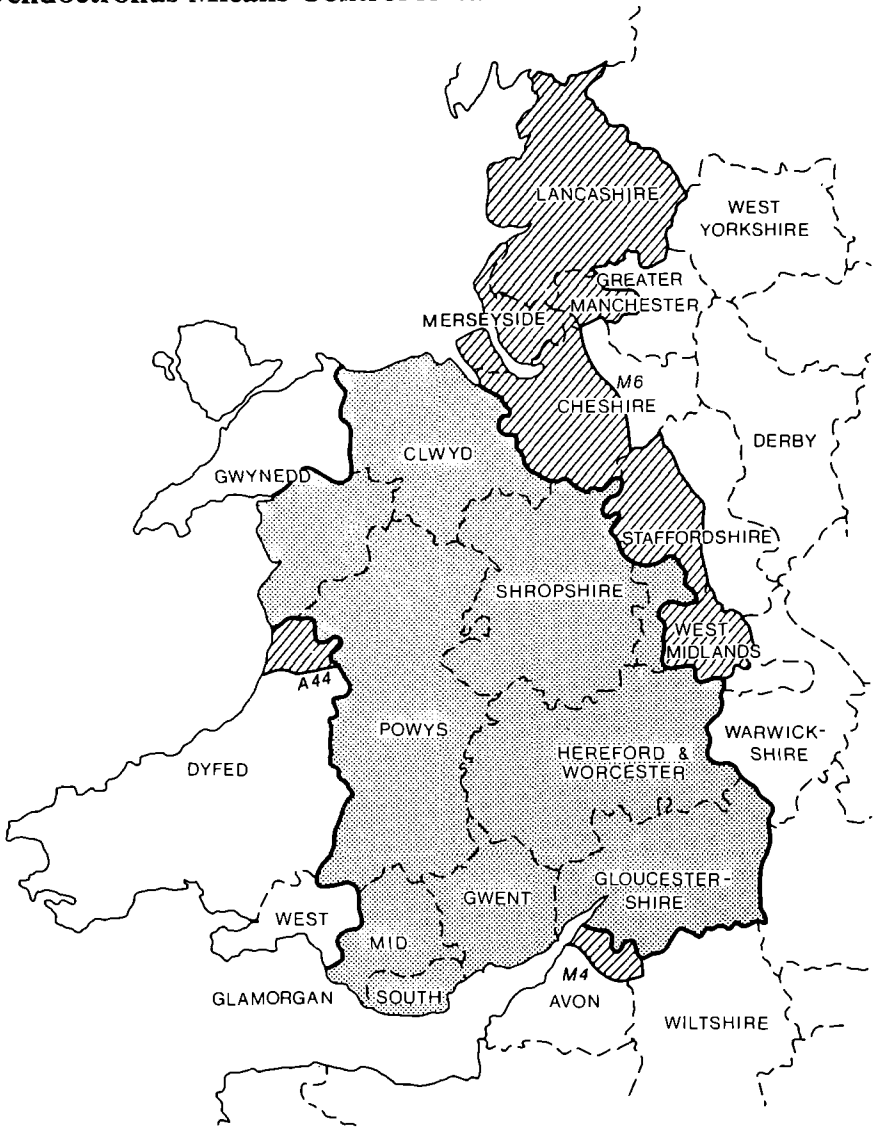 LANCASHIRE
WEST
YORKSHIRE
GREATER
MANCHESTER
MERSEYSIDE
M6
CHESHIRE
DERBY
CLWYD
GWYNEDD
STAFFORDSHIRE
SHROPSHIRE
WEST
MIDLANDS
A44
POWYS
WARWICK-
SHIRE
HEREFORD &
WORCESTER
DYFED
GLOUCESTER-
SHIRE
GWENT
WEST
MID
M4
GLAMORGAN
SOUTH
AVON
WILTSHIRE